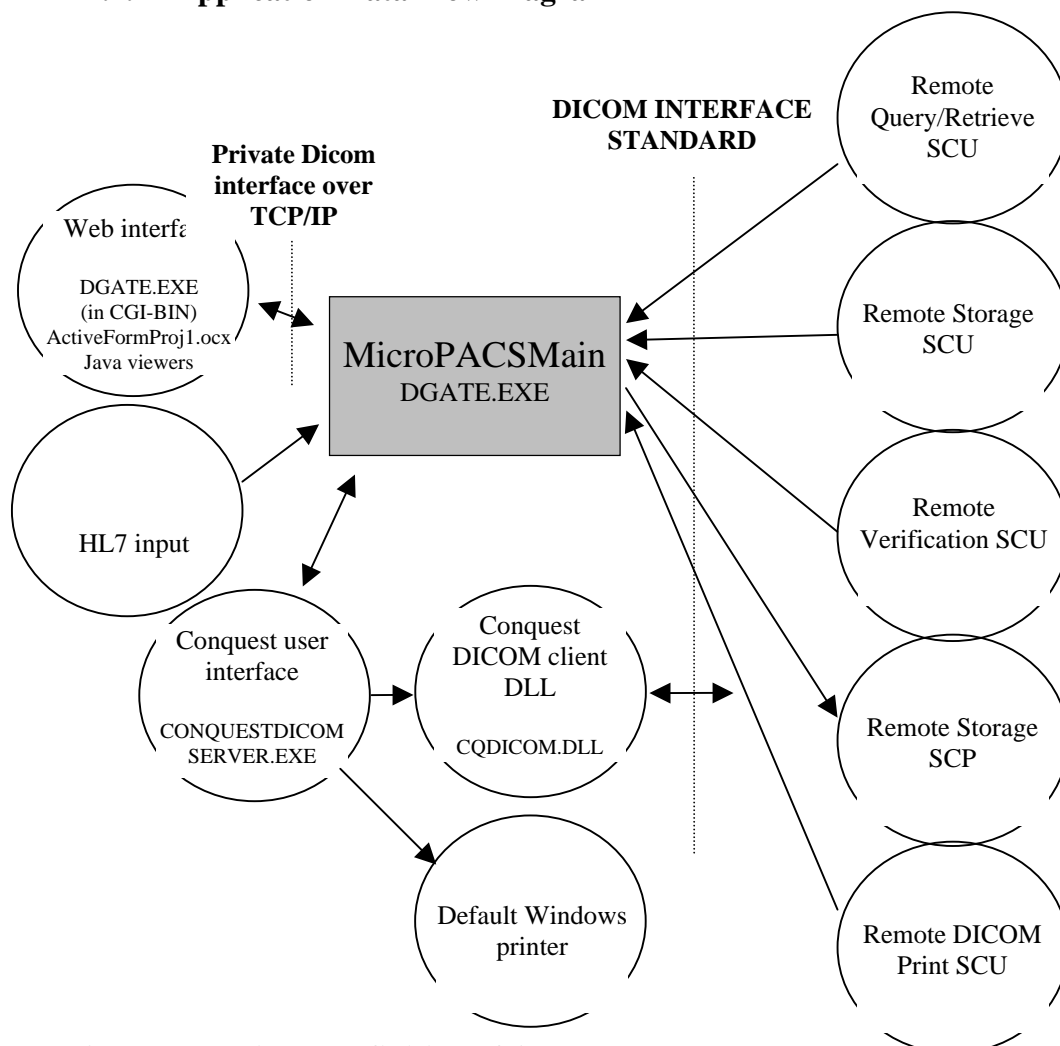 Remote
Query/Retrieve
SCU
DICOM INTERFACE
STANDARD
Private Dicom
interface over
TCP/IP
Web interfa
DGATE.EXE
(in CGI-BIN)
ActiveFormProj1.ocx
Java viewers
MicroPACSMain
DGATE.EXE
Remote Storage
SCU
HL7 input
Remote
Verification SCU
Conquest user
interface
CONQUESTDICOM
SERVER.EXE
Conquest
DICOM client
DLL
CQDICOM.DLL
Remote Storage
SCP
Default Windows
printer
Remote DICOM
Print SCU